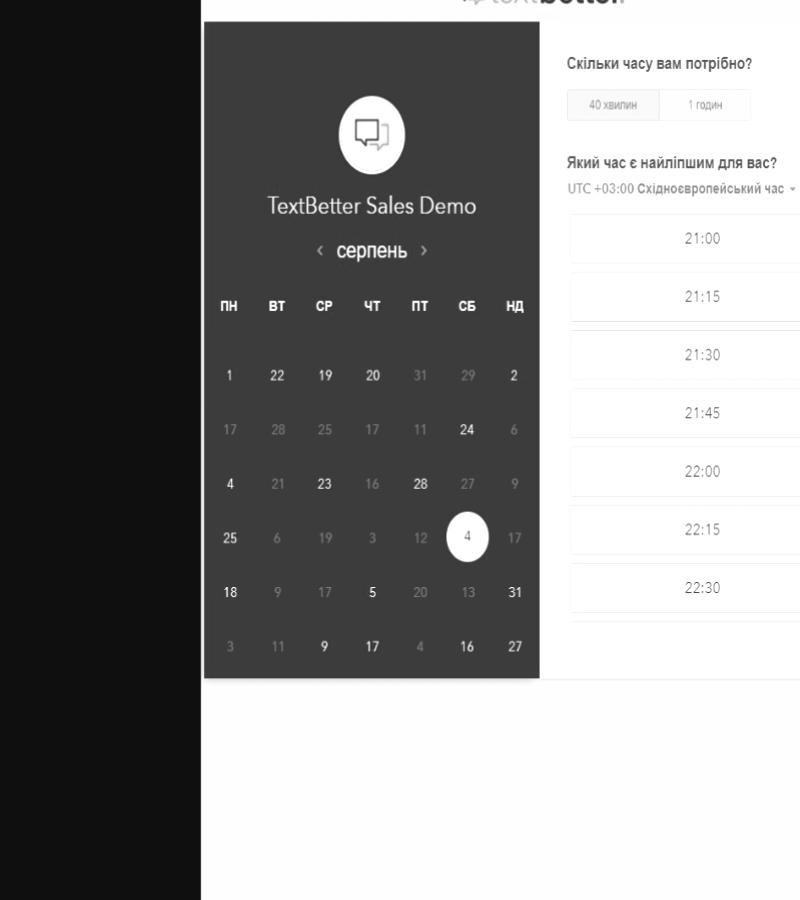 textbetter.
TextBetter Sales Demo
‹ серпень ›
ПН ВТ СР ЧТ ПТ СБ НД
1 22 19 20 31 29 2
17 28 25 17 11 24 6
4 21 23 16 28 27 9
25 6 19 3 12 4 17
18 9 17 5 20 13 31
3 11 9 17 4 16 27
Скільки часу вам потрібно?
40 хвилин 1 годин
Який час є найліпшим для вас?
UTC +03:00 Східноєвропейський час
21:00
21:15
21:30
21:45
22:00
22:15
22:30